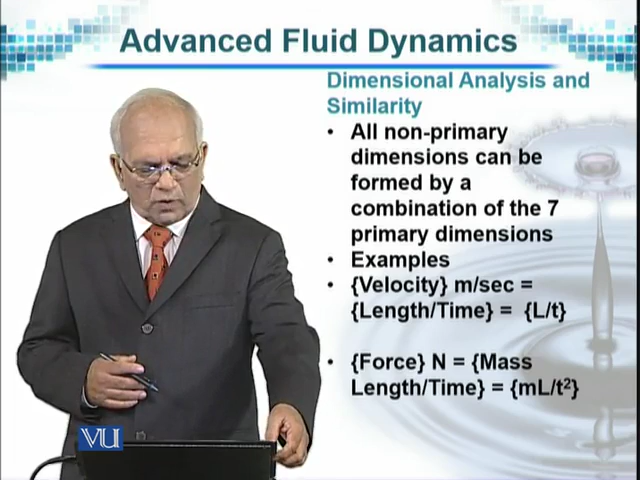 Advanced Fluid Dynamics
Dimensional Analysis and
Similarity
• All non-primary
dimensions can be
formed by a
combination of the 7
primary dimensions
• Examples
• {Velocity} m/sec =
{Length/Time} = {L/t}
• {Force} N = {Mass
Length/Time} = {mL/t²}
VU